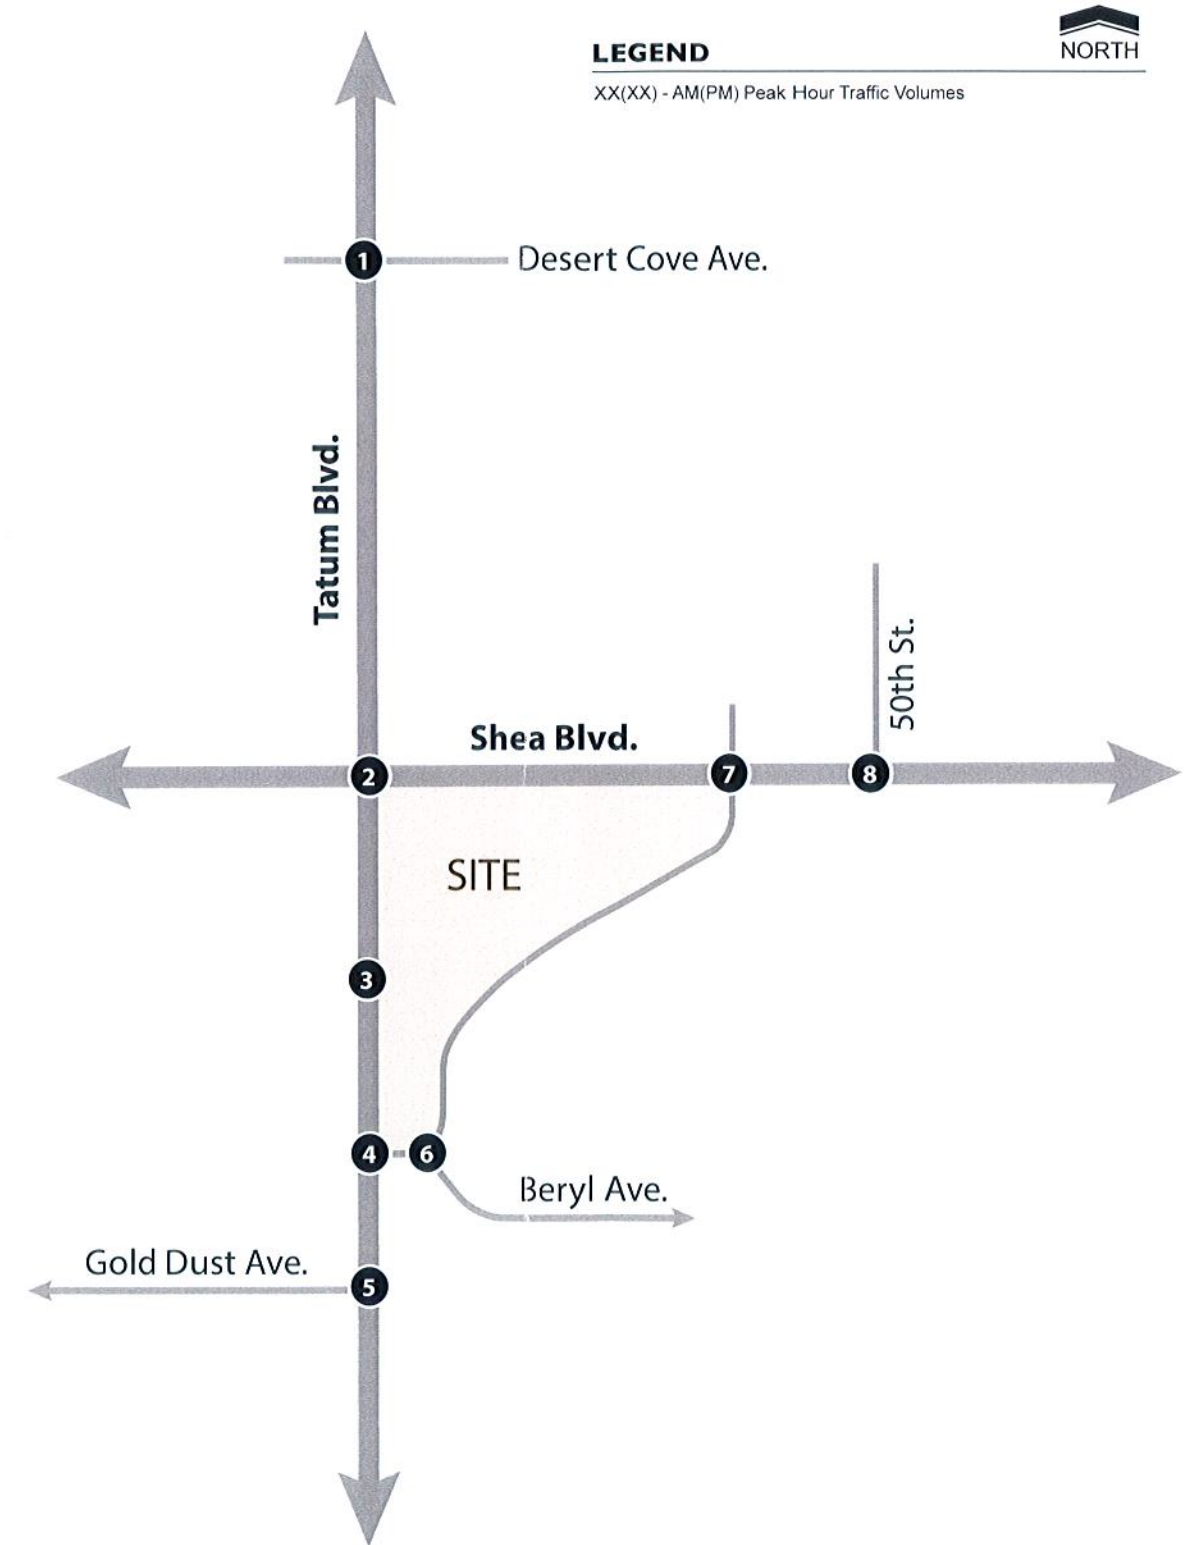 LEGEND
NORTH
XX(XX) - AM(PM) Peak Hour Traffic Volumes
1
Desert Cove Ave.
Tatum Blvd.
50th St.
Shea Blvd.
2
7
8
SITE
3
4
6
Beryl Ave.
Gold Dust Ave.
5